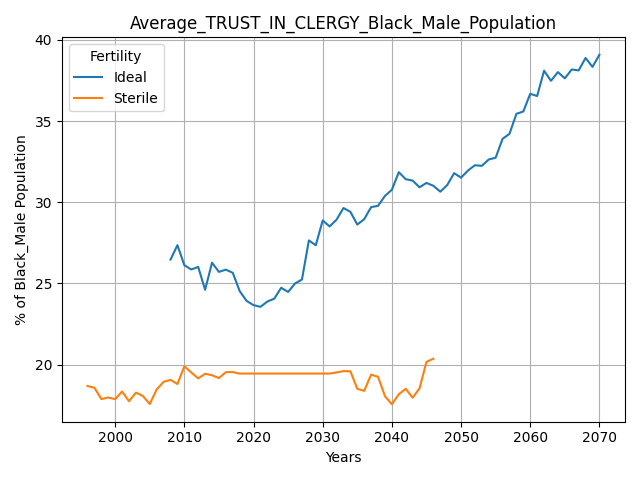 Average_TRUST_IN_CLERGY_Black_Male_Population
% of Black_Male Population
40
35
30
25
20
Fertility
Ideal
Sterile
2000
2010
2020
2030
2040
2050
2060
2070
Years